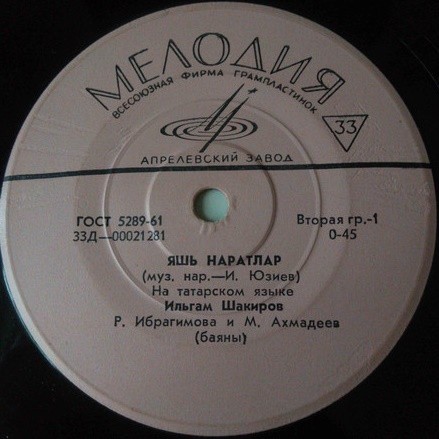 МЕЛОДИЯ
ВСЕСОЮЗНАЯ ФИРМА ГРАМПЛАСТИНОК
33
АПРЕЛЕВСКИЙ ЗАВОД
ГОСТ 5289-61 Вторая гр.-1
33Д—00021281 0-45
ЯШЬ НАРАТЛАР
(муз. нар.—И. Юзиев)
На татарском языке
Ильгам Шакиров
Р. Ибрагимова и М. Ахмадеев
(баяны)